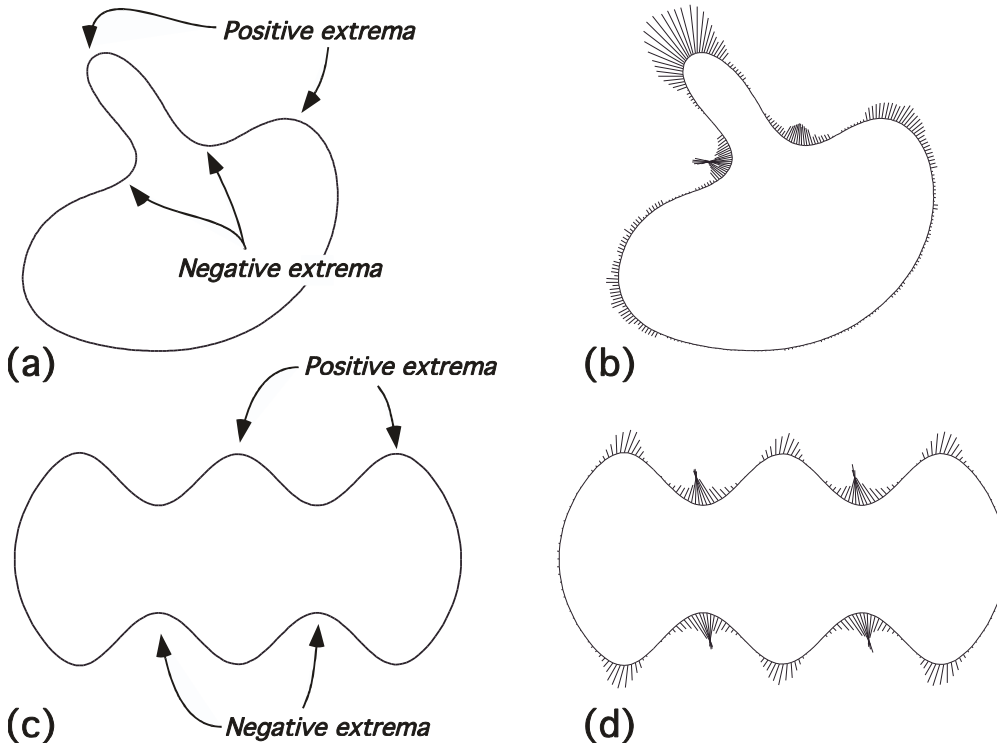 Positive extrema
Negative extrema
(a)
(b)
Positive extrema
Negative extrema
(c)
(d)